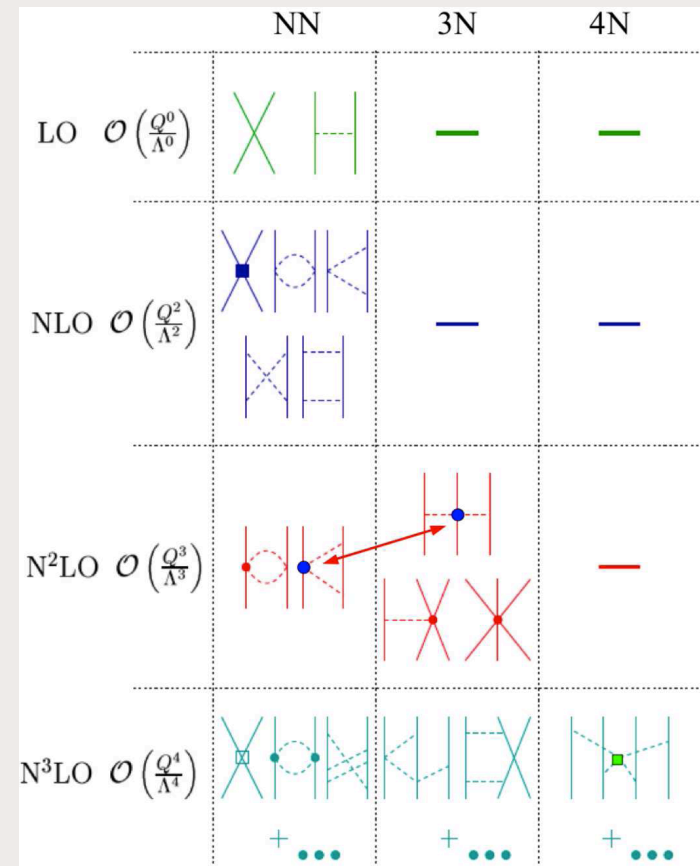 NN 3N 4N
LO 𝒪(Q⁰/Λ⁰)
NLO 𝒪(Q²/Λ²)
N²LO 𝒪(Q³/Λ³)
N³LO 𝒪(Q⁴/Λ⁴)
+ ... + ... + ...